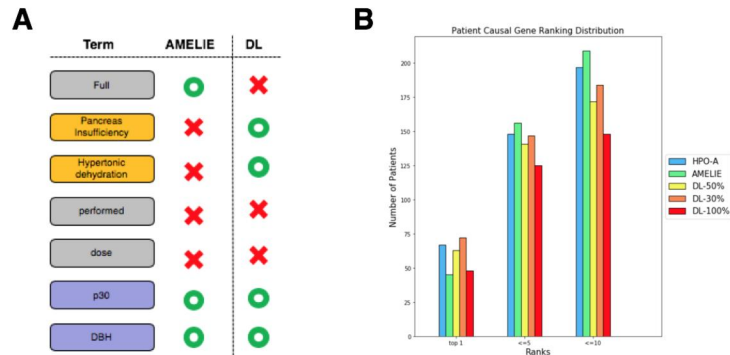 A
Term AMELIE DL
Full
Pancreas
Insufficiency
Hypertonic
dehydration
performed
dose
p30
DBH
B
Patient Causal Gene Ranking Distribution
Number of Patients
200
175
150
125
100
75
50
25
0
top 1 <=5 <=10
Ranks
HPO-A
AMELIE
DL-50%
DL-30%
DL-100%